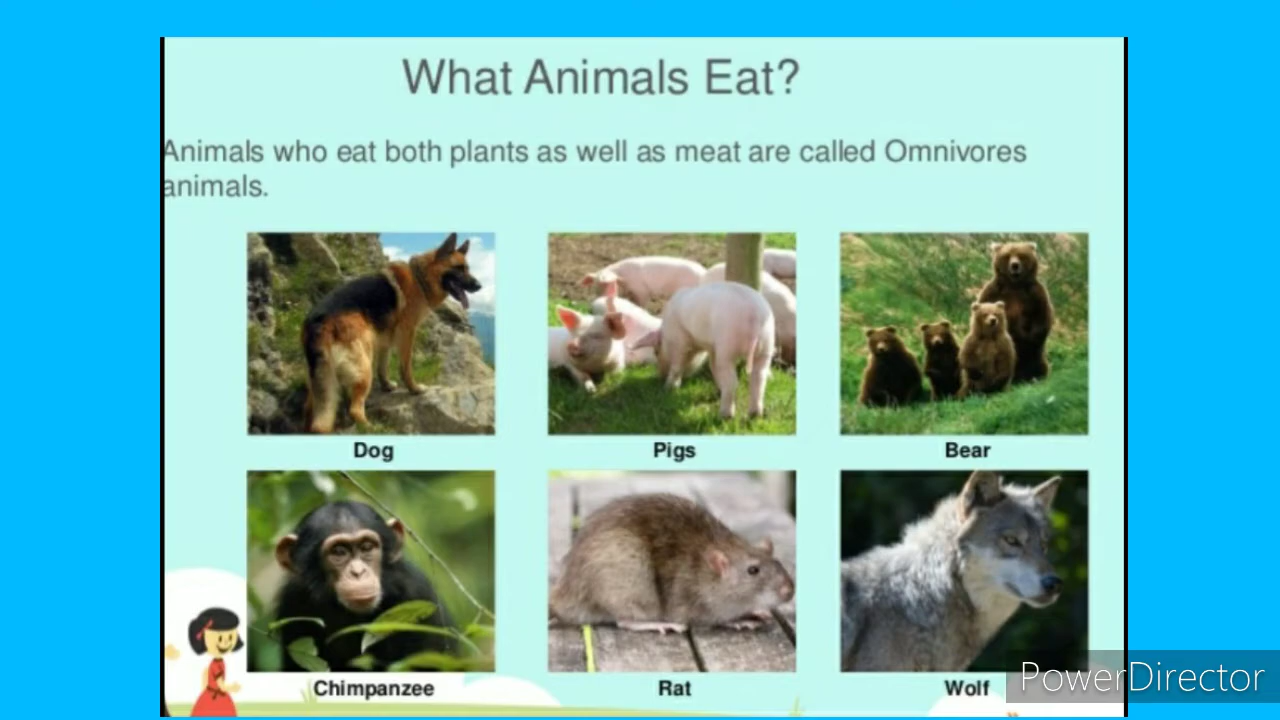 What Animals Eat?
Animals who eat both plants as well as meat are called Omnivores
animals.
Dog
Pigs
Bear
Chimpanzee
Rat
Wolf
PowerDirector